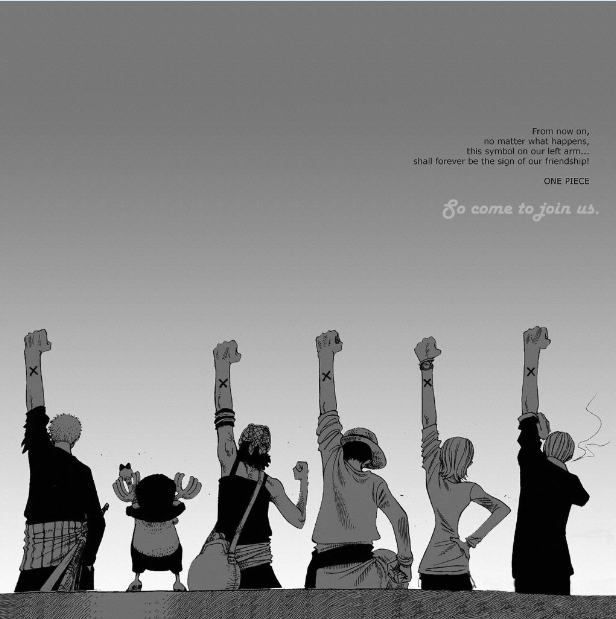 From now on,
no matter what happens,
this symbol on our left arm...
shall forever be the sign of our friendship!
ONE PIECE
So come to join us.